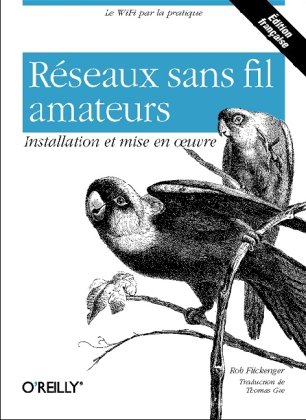 Le WiFi par la pratique
Édition
française
Réseaux sans fil
amateurs
Installation et mise en œuvre
Rob Flickenger
Traduction de
Thomas Gee
O'REILLY®